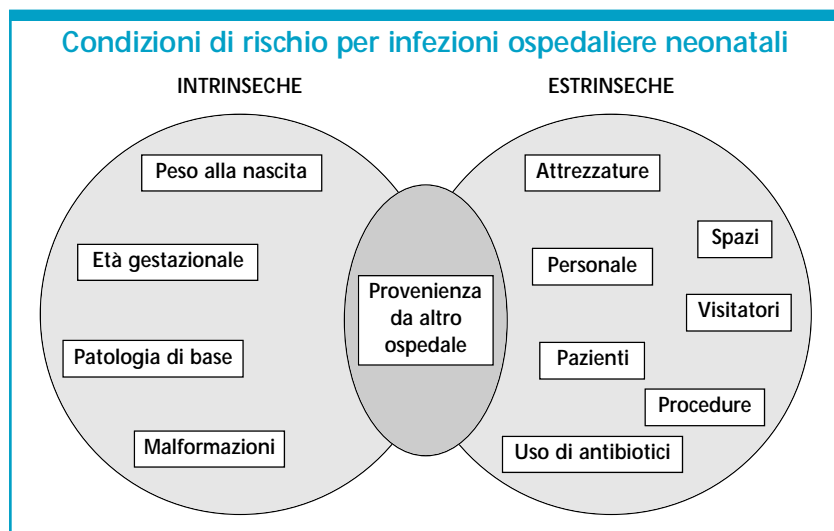 Condizioni di rischio per infezioni ospedaliere neonatali
INTRINSECHE
ESTRINSECHE
Peso alla nascita
Età gestazionale
Patologia di base
Malformazioni
Provenienza
da altro
ospedale
Attrezzature
Spazi
Personale
Visitatori
Pazienti
Procedure
Uso di antibiotici